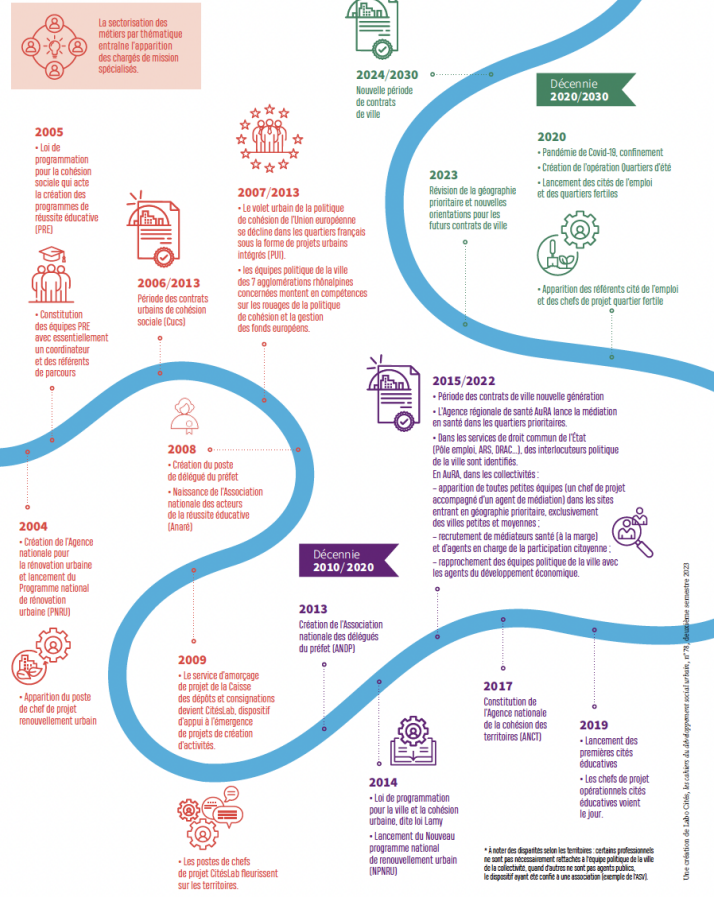 La sectorisation des
métiers par thématique
entraîne l'apparition
des chargés de mission
spécialisés.
2005
• Loi de
programmation
pour la cohésion
sociale qui acte
la création des
programmes de
réussite éducative
(PRE)
• Constitution
des équipes PRE
avec essentiellement
un coordinateur
et des référents
de parcours
2006/2013
Période des contrats
urbains de cohésion
sociale (Cucs)
2007/2013
• Le volet urbain de la politique
de cohésion de l'Union européenne
se décline dans les quartiers français
sous la forme de projets urbains
intégrés (PUI).
• les équipes politique de la ville
des 7 agglomérations rhônalpines
concernées montent en compétences
sur les rouages de la politique
de cohésion et la gestion
des fonds européens.
2004
• Création de l'Agence
nationale pour
la rénovation urbaine
et lancement du
Programme national
de rénovation
urbaine (PNRU)
• Apparition du poste
de chef de projet
renouvellement urbain
2008
• Création du poste
de délégué du préfet
• Naissance de l'Association
nationale des acteurs
de la réussite éducative
(Anaré)
2009
• Le service d'amorçage
de projet de la Caisse
des dépôts et consignations
devient CitésLab, dispositif
d'appui à l'émergence
de projets de création
d'activités.
• Les postes de chefs
de projet CitésLab fleurissent
sur les territoires.
Décennie
2010/2020
2013
Création de l'Association
nationale des délégués
du préfet (ANDP)
2014
• Loi de programmation
pour la ville et la cohésion
urbaine, dite loi Lamy
• Lancement du Nouveau
programme national
de renouvellement urbain
(NPNRU)
2015/2022
• Période des contrats de ville nouvelle génération
• L'Agence régionale de santé AuRA lance la médiation
en santé dans les quartiers prioritaires.
• Dans les services de droit commun de l'État
(Pôle emploi, ARS, DRAC…), des interlocuteurs politique
de la ville sont identifiés.
En AuRA, dans les collectivités :
– apparition de toutes petites équipes (un chef de projet
accompagné d'un agent de médiation) dans les sites
entrant en géographie prioritaire, exclusivement
des villes petites et moyennes ;
– recrutement de médiateurs santé (à la marge)
et d'agents en charge de la participation citoyenne ;
– rapprochement des équipes politique de la ville avec
les agents du développement économique.
2017
Constitution de
l'Agence nationale
de la cohésion des
territoires (ANCT)
2019
• Lancement des
premières cités
éducatives
• Les chefs de projet
opérationnels cités
éducatives voient
le jour.
Décennie
2020/2030
2020
• Pandémie de Covid-19, confinement
• Création de l'opération Quartiers d'été
• Lancement des cités de l'emploi
et des quartiers fertiles
• Apparition des référents cité de l'emploi
et des chefs de projet quartier fertile
2023
Révision de la géographie
prioritaire et nouvelles
orientations pour les
futurs contrats de ville
2024/2030
Nouvelle période
de contrats
de ville
* À noter des disparités selon les territoires : certains professionnels
ne sont pas nécessairement rattachés à l'équipe politique de la ville
de la collectivité, quand d'autres ne sont pas agents publics,
le dispositif ayant été confié à une association (exemple de l'ASV).
Une création de Labo Cités, les cahiers du développement social urbain, n°78, deuxième semestre 2023